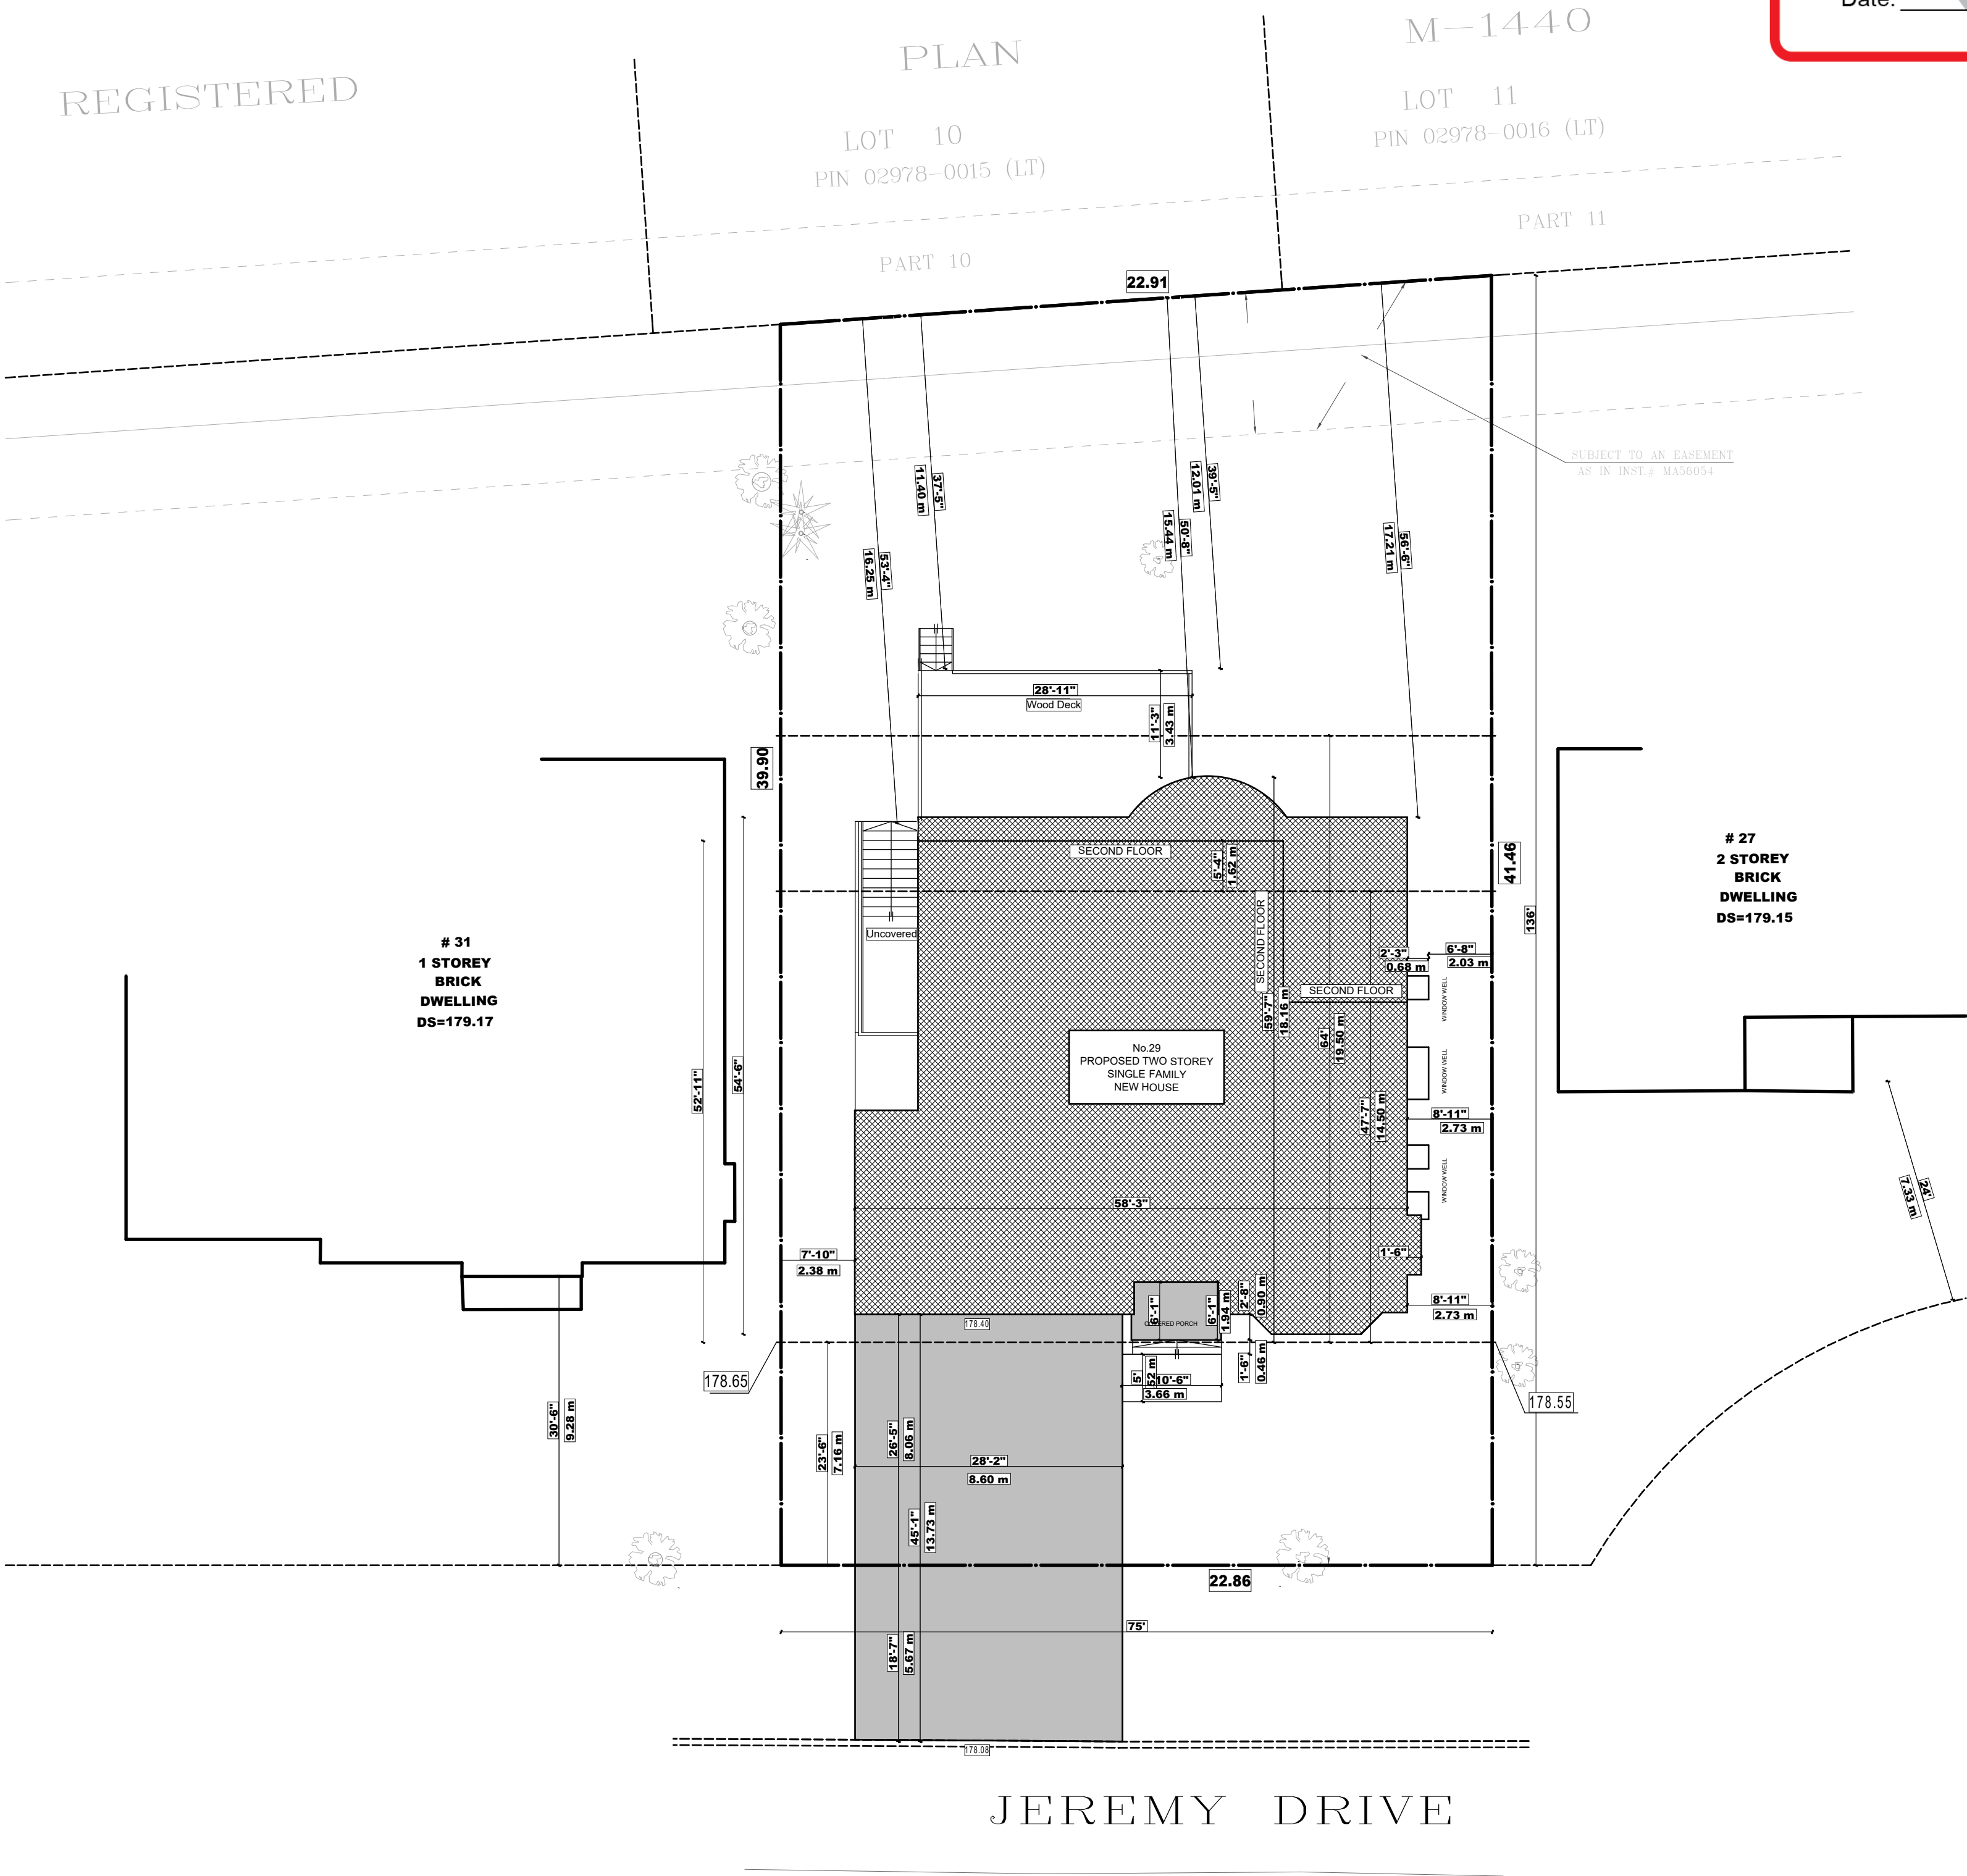 Date:
REGISTERED
PLAN
M-1440
LOT 10
PIN 02978-0015 (LT)
LOT 11
PIN 02978-0016 (LT)
PART 10
PART 11
22.91
SUBJECT TO AN EASEMENT
AS IN INST.# MA56054
53'-4"
16.25 m
37'-5"
11.40 m
50'-8"
15.44 m
39'-5"
12.01 m
56'-6"
17.21 m
28'-11"
Wood Deck
11'-3"
3.43 m
39.90
41.46
136'
# 31
1 STOREY
BRICK
DWELLING
DS=179.17
# 27
2 STOREY
BRICK
DWELLING
DS=179.15
52'-11"
54'-6"
Uncovered
SECOND FLOOR
5'-4"
1.62 m
SECOND FLOOR
SECOND FLOOR
59'-7"
18.16 m
64'
19.50 m
47'-7"
14.50 m
2'-3"
0.68 m
6'-8"
2.03 m
WINDOW WELL
WINDOW WELL
WINDOW WELL
No.29
PROPOSED TWO STOREY
SINGLE FAMILY
NEW HOUSE
8'-11"
2.73 m
58'-3"
7'-10"
2.38 m
1'-6"
8'-11"
2.73 m
24'
7.33 m
6'-1"
6'-1"
1.94 m
2'-8"
0.90 m
COVERED PORCH
178.40
178.65
178.55
5'
52 m
10'-6"
3.66 m
1'-6"
0.46 m
30'-6"
9.28 m
23'-6"
7.16 m
26'-5"
8.06 m
28'-2"
8.60 m
45'-1"
13.73 m
22.86
75'
18'-7"
5.67 m
178.08
JEREMY DRIVE